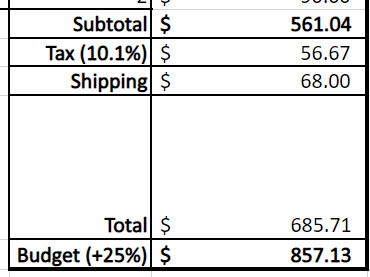 Subtotal $ 561.04
Tax (10.1%) $ 56.67
Shipping $ 68.00
Total $ 685.71
Budget (+25%) $ 857.13